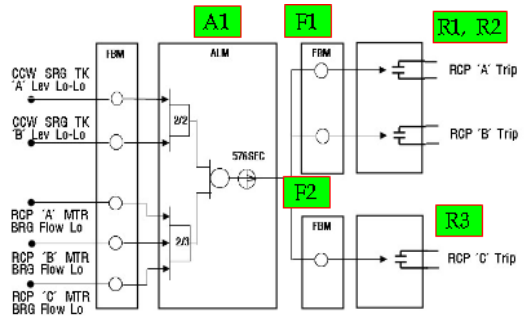 A1
F1
R1, R2
FBM
ALM
FBM
CCW SRG TK
'A' Lev Lo-Lo
RCP 'A' Trip
CCW SRG TK
'B' Lev Lo-Lo
2/2
RCP 'B' Trip
576SEC
F2
R3
RCP 'A' MTR
BRG Flow Lo
2/3
FBM
RCP 'B' MTR
BRG Flow Lo
RCP 'C' Trip
RCP 'C' MTR
BRG Flow Lo